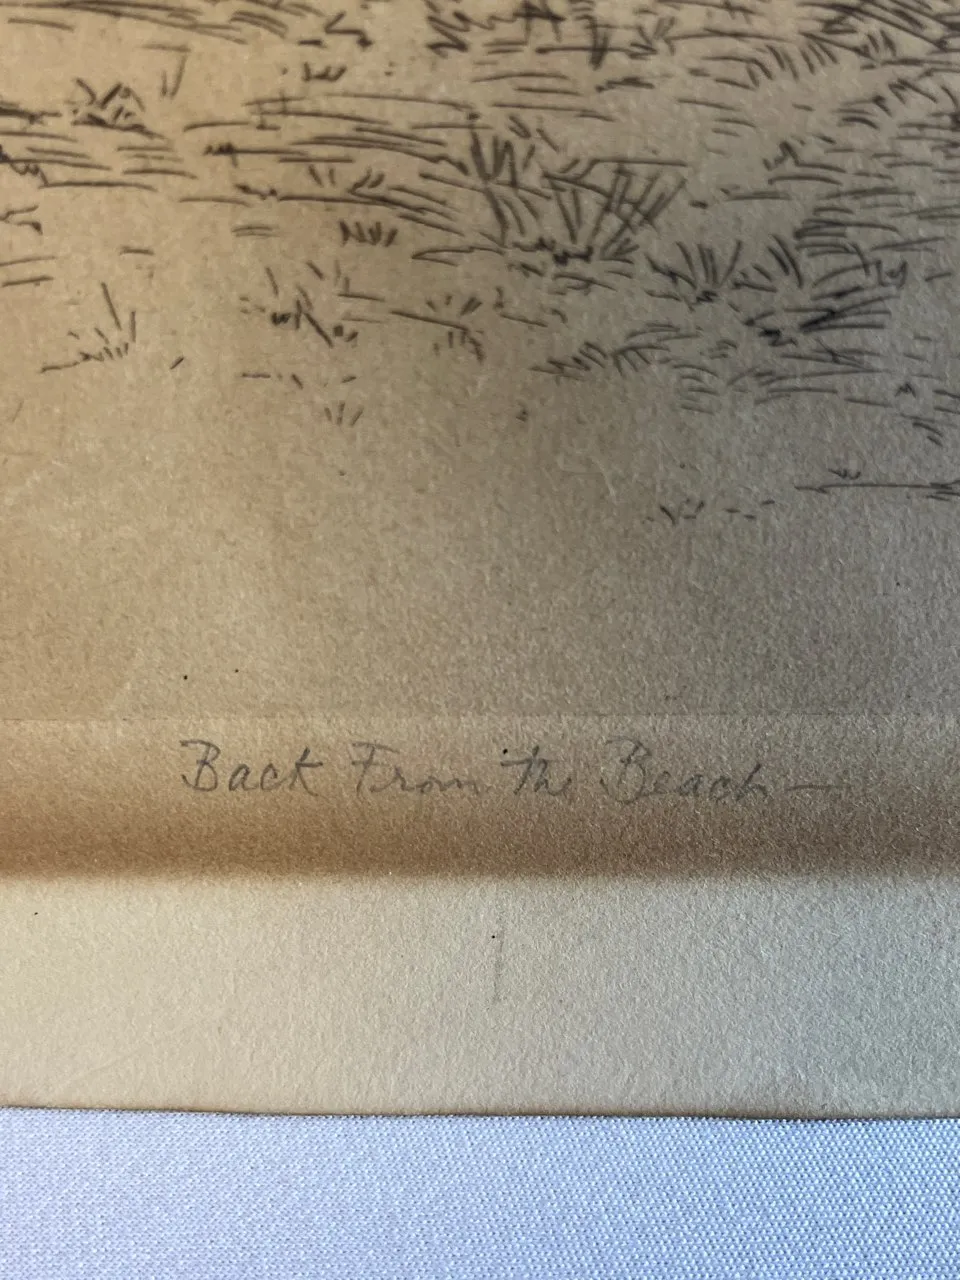 Back From the Beach—